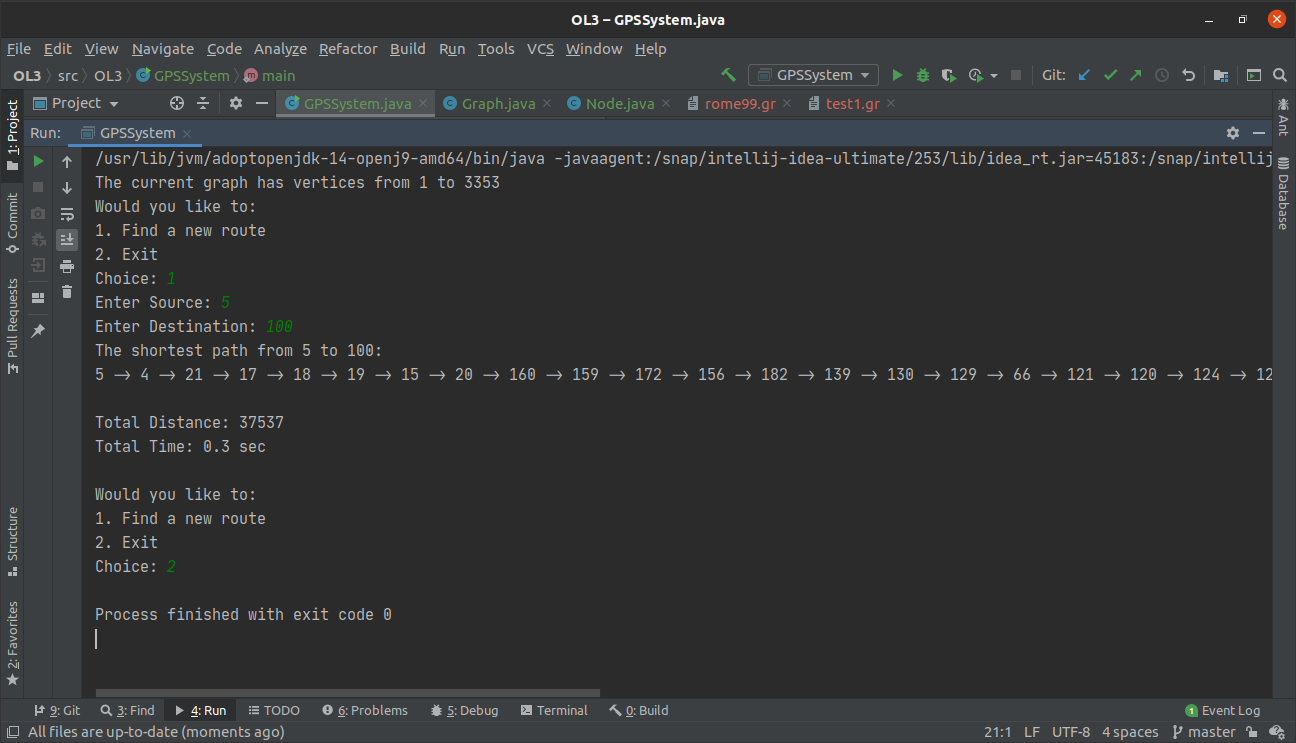 OL3 – GPSSystem.java
File Edit View Navigate Code Analyze Refactor Build Run Tools VCS Window Help
OL3 src OL3 GPSSystem main GPSSystem Git:
Project GPSSystem.java Graph.java Node.java rome99.gr test1.gr
Run: GPSSystem
/usr/lib/jvm/adoptopenjdk-14-openj9-amd64/bin/java -javaagent:/snap/intellij-idea-ultimate/253/lib/idea_rt.jar=45183:/snap/intellij
The current graph has vertices from 1 to 3353
Would you like to:
1. Find a new route
2. Exit
Choice: 1
Enter Source: 5
Enter Destination: 100
The shortest path from 5 to 100:
5 -> 4 -> 21 -> 17 -> 18 -> 19 -> 15 -> 20 -> 160 -> 159 -> 172 -> 156 -> 182 -> 139 -> 130 -> 129 -> 66 -> 121 -> 120 -> 124 -> 12
Total Distance: 37537
Total Time: 0.3 sec
Would you like to:
1. Find a new route
2. Exit
Choice: 2
Process finished with exit code 0
1: Project
Commit
Pull Requests
Structure
2: Favorites
Ant
Database
9: Git 3: Find 4: Run TODO 6: Problems 5: Debug Terminal 0: Build 1 Event Log
All files are up-to-date (moments ago) 21:1 LF UTF-8 4 spaces master